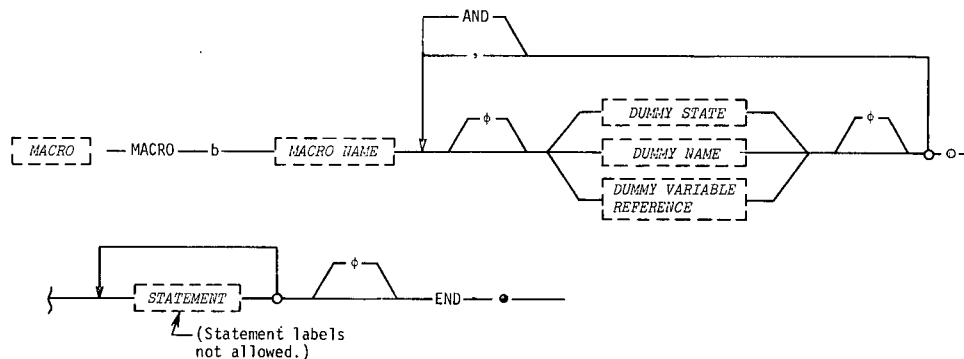 AND
,
MACRO MACRO b MACRO NAME ϕ DUMMY STATE ϕ
DUMMY NAME
DUMMY VARIABLE
REFERENCE
STATEMENT ϕ END
(Statement labels
not allowed.)